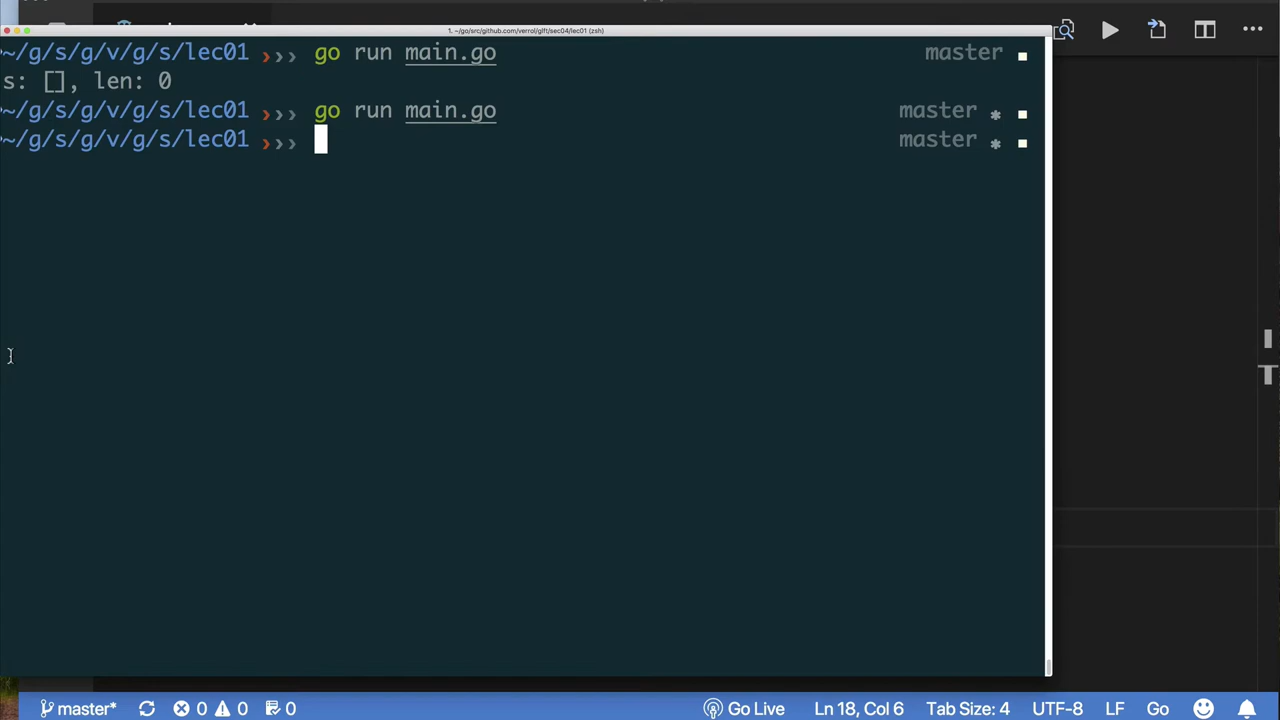 1. ~/go/src/github.com/verrol/gift/sec04/lec01 (zsh)
~/g/s/g/v/g/s/lec01 ››› go run main.go master
s: [], len: 0
~/g/s/g/v/g/s/lec01 ››› go run main.go master *
~/g/s/g/v/g/s/lec01 ››› master *
master* 0 0 0 Go Live Ln 18, Col 6 Tab Size: 4 UTF-8 LF Go